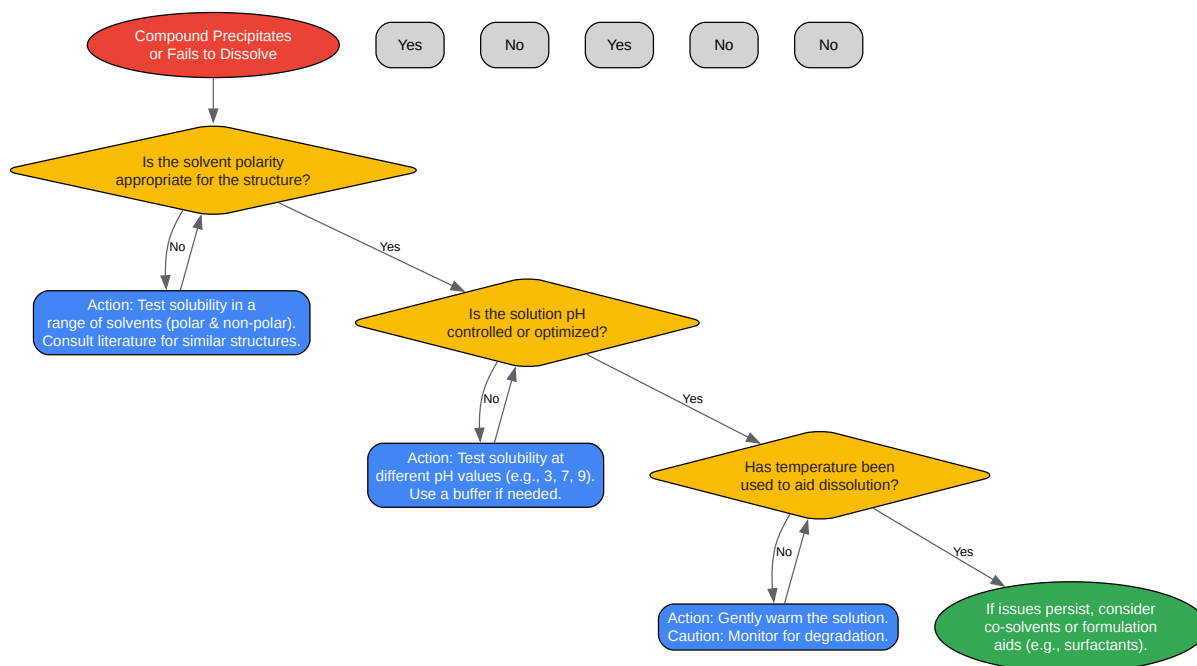 Compound Precipitates
or Fails to Dissolve
Yes
No
Yes
No
No
Is the solvent polarity
appropriate for the structure?
No
Yes
Action: Test solubility in a
range of solvents (polar & non-polar).
Consult literature for similar structures.
Is the solution pH
controlled or optimized?
No
Yes
Action: Test solubility at
different pH values (e.g., 3, 7, 9).
Use a buffer if needed.
Has temperature been
used to aid dissolution?
No
Yes
Action: Gently warm the solution.
Caution: Monitor for degradation.
If issues persist, consider
co-solvents or formulation
aids (e.g., surfactants).